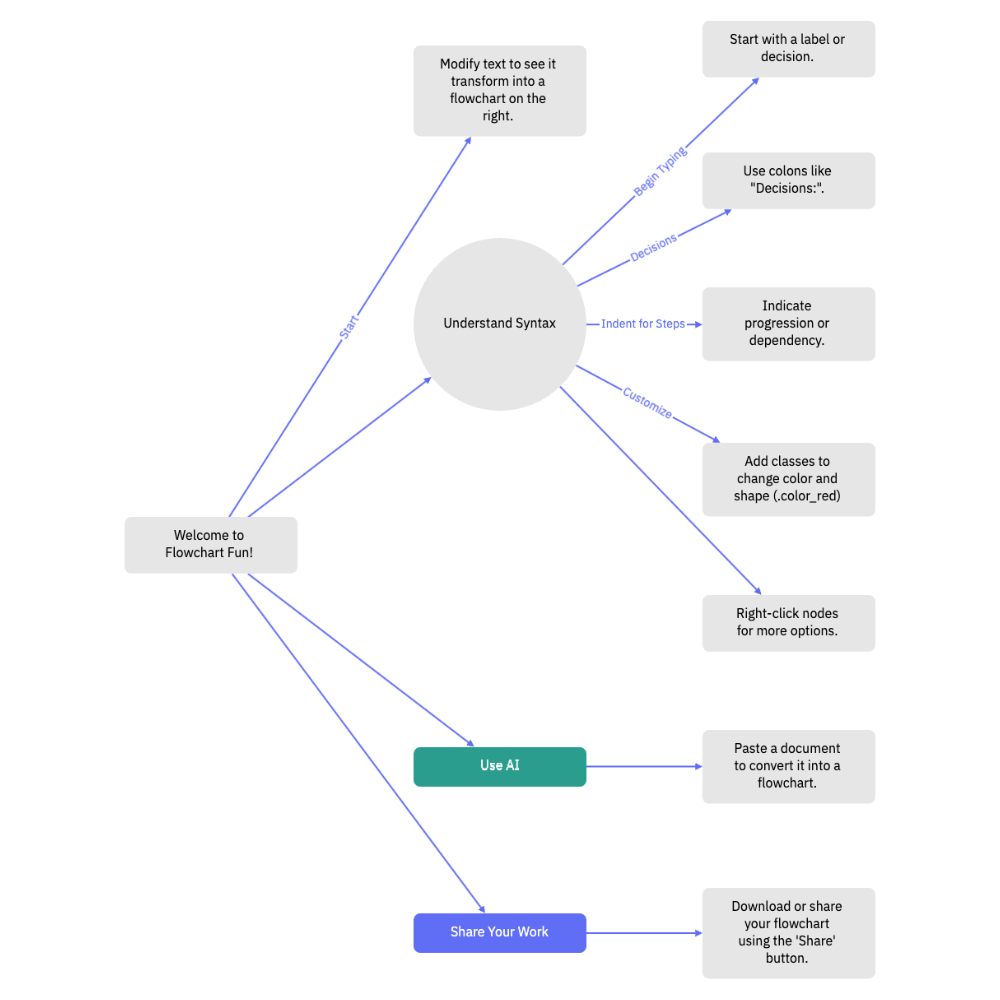 Welcome to
Flowchart Fun!
Start
Modify text to see it
transform into a
flowchart on the
right.
Understand Syntax
Begin Typing
Start with a label or
decision.
Decisions
Use colons like
"Decisions:".
Indent for Steps
Indicate
progression or
dependency.
Customize
Add classes to
change color and
shape (.color_red)
Right-click nodes
for more options.
Use AI
Paste a document
to convert it into a
flowchart.
Share Your Work
Download or share
your flowchart
using the 'Share'
button.